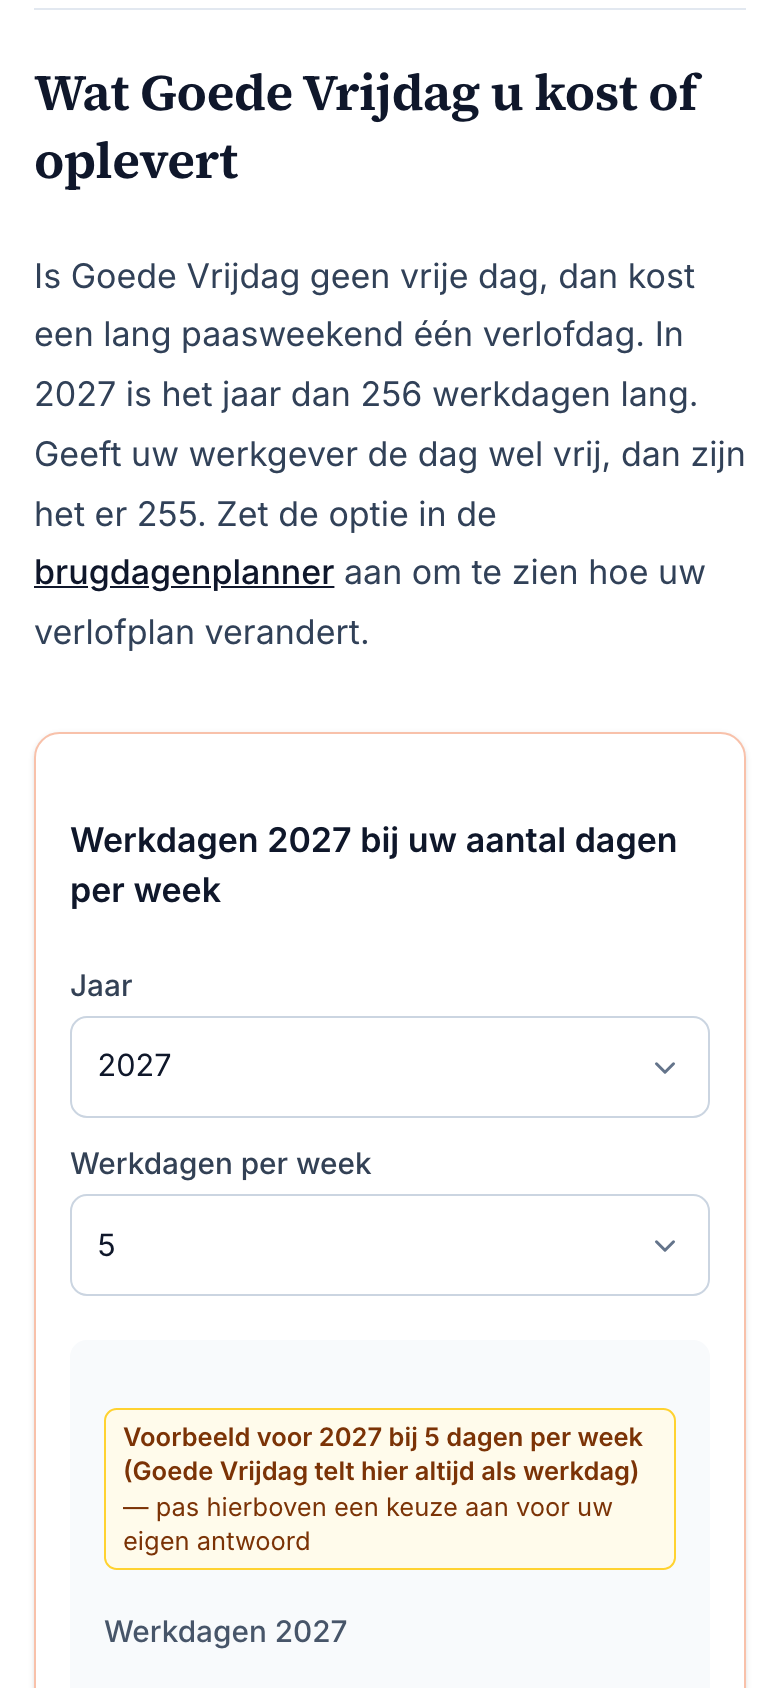 Wat Goede Vrijdag u kost of
oplevert
Is Goede Vrijdag geen vrije dag, dan kost
een lang paasweekend één verlofdag. In
2027 is het jaar dan 256 werkdagen lang.
Geeft uw werkgever de dag wel vrij, dan zijn
het er 255. Zet de optie in de
brugdagenplanner aan om te zien hoe uw
verlofplan verandert.
Werkdagen 2027 bij uw aantal dagen
per week
Jaar
2027
Werkdagen per week
5
Voorbeeld voor 2027 bij 5 dagen per week
(Goede Vrijdag telt hier altijd als werkdag)
— pas hierboven een keuze aan voor uw
eigen antwoord
Werkdagen 2027